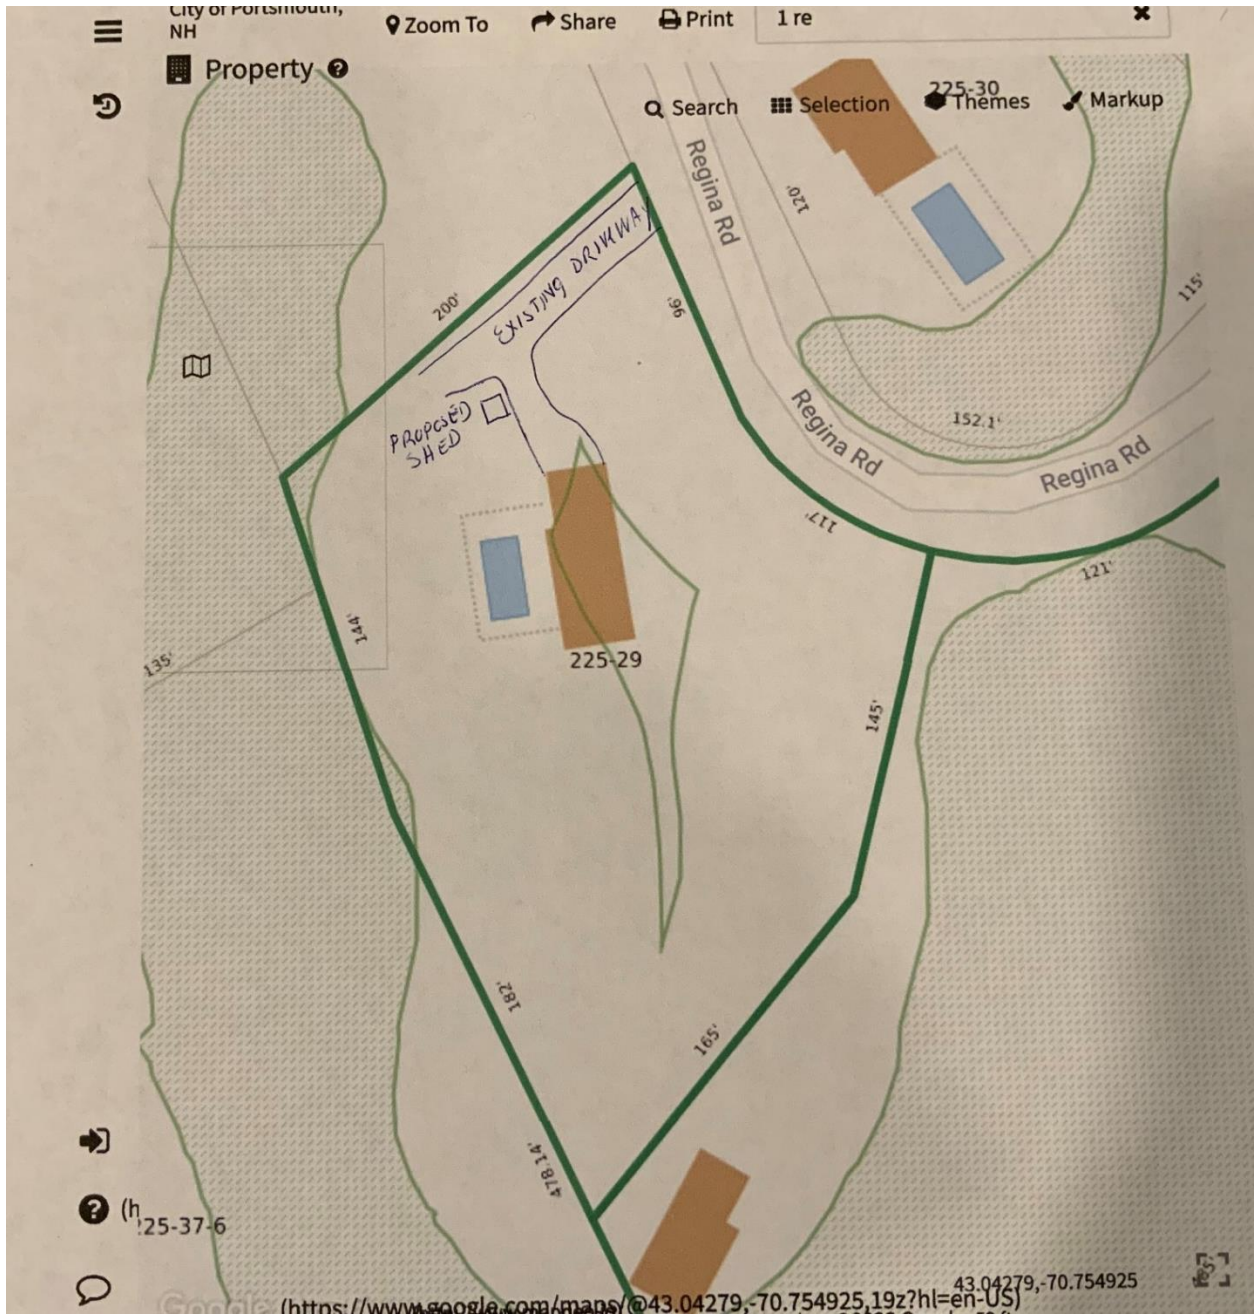 City of Portsmouth,
NH
Zoom To
Share
Print
1 re
Property
225-30
Search
Selection
Themes
Markup
Regina Rd
120'
EXISTING DRIVEWAY
200'
96'
115'
PROPOSED
SHED
152.1'
Regina Rd
Regina Rd
117'
121'
144'
135'
225-29
145'
182'
165'
478.14'
(h
225-37-6
43.04279,-70.754925
Google
(https://www.google.com/maps/@43.04279,-70.754925,19z?hl=en-US)